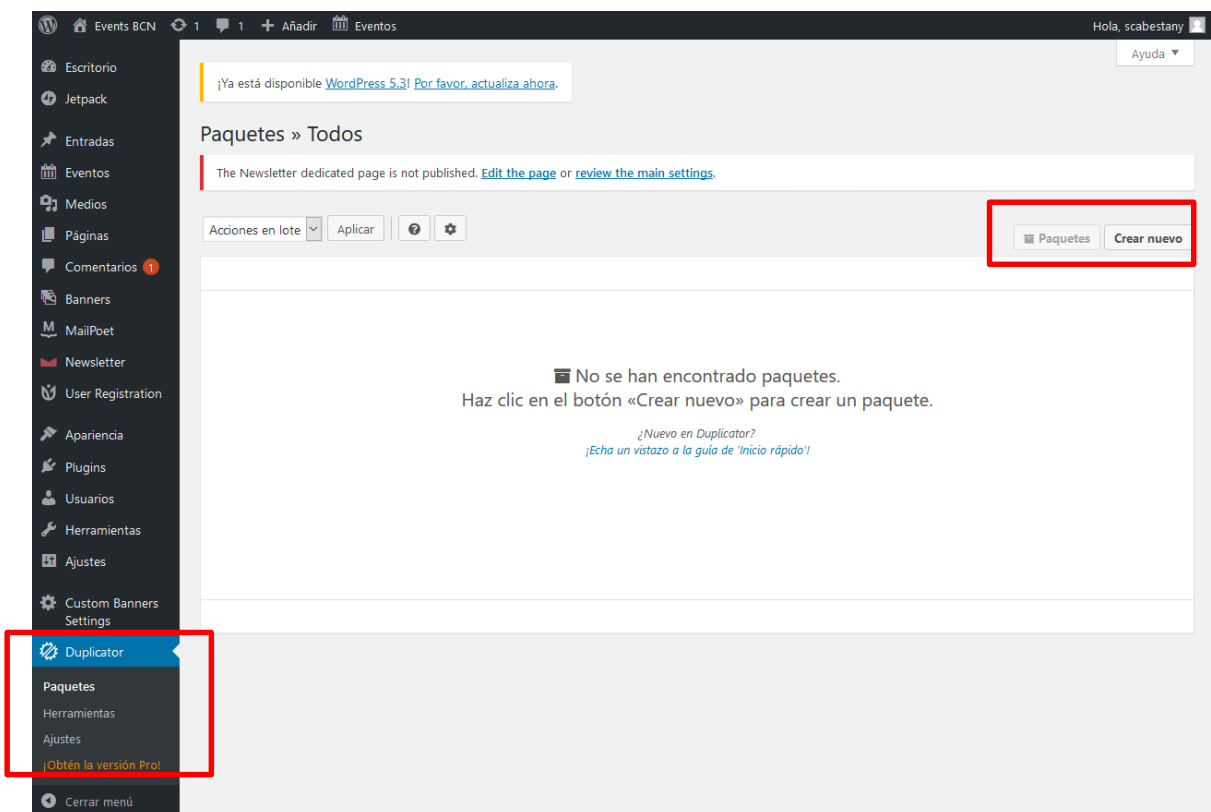 Events BCN 1 1 Añadir Eventos Hola, scabestany
Ayuda
Escritorio
Jetpack
Entradas
Eventos
Medios
Páginas
Comentarios 1
Banners
MailPoet
Newsletter
User Registration
Apariencia
Plugins
Usuarios
Herramientas
Ajustes
Custom Banners
Settings
Duplicator
Paquetes
Herramientas
Ajustes
¡Obtén la versión Pro!
Cerrar menú
¡Ya está disponible WordPress 5.3! Por favor, actualiza ahora.
Paquetes » Todos
The Newsletter dedicated page is not published. Edit the page or review the main settings.
Acciones en lote Aplicar
Paquetes Crear nuevo
No se han encontrado paquetes.
Haz clic en el botón «Crear nuevo» para crear un paquete.
¿Nuevo en Duplicator?
¡Echa un vistazo a la guía de 'Inicio rápido'!